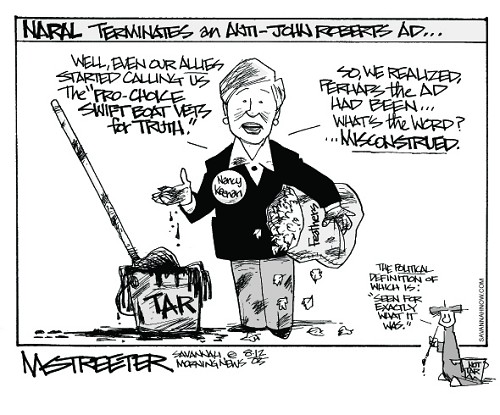 NARAL TERMINATES an ANTI-JOHN ROBERTS AD...
WELL, EVEN OUR ALLIES
STARTED CALLING US
the "PRO-CHOICE
SWIFT BOAT VETS
for TRUTH."
SO, WE REALIZED,
PERHAPS the AD
HAD BEEN...
WHAT'S the WORD?
...MISCONSTRUED.
Nancy
Keenan
Feathers
TAR
THE POLITICAL
DEFINITION OF
WHICH IS:
"SEEN FOR
EXACTLY
WHAT IT
WAS."
HOT
TAR
SAVANNAHNOW.COM
M.STREETER
SAVANNAH © 8.12
MORNING NEWS '05